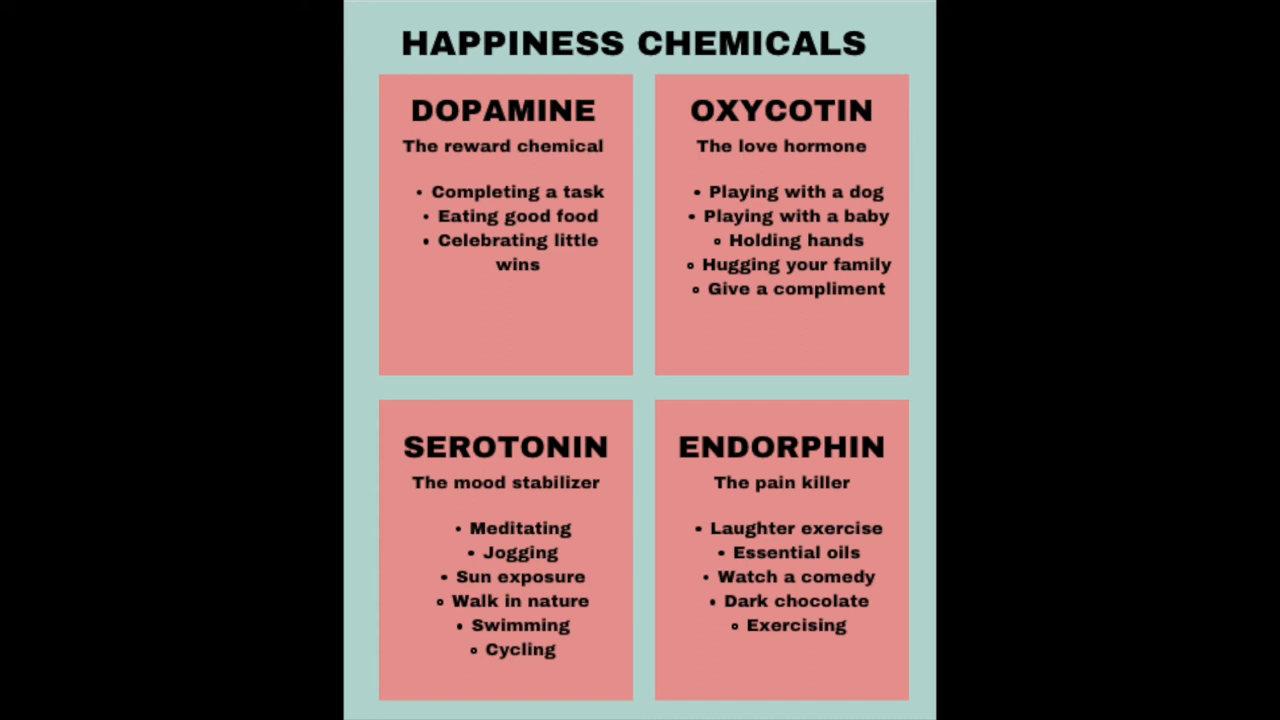 HAPPINESS CHEMICALS
DOPAMINE
The reward chemical
• Completing a task
• Eating good food
• Celebrating little
wins
OXYCOTIN
The love hormone
• Playing with a dog
• Playing with a baby
◦ Holding hands
◦ Hugging your family
◦ Give a compliment
SEROTONIN
The mood stabilizer
• Meditating
• Jogging
• Sun exposure
◦ Walk in nature
• Swimming
◦ Cycling
ENDORPHIN
The pain killer
• Laughter exercise
• Essential oils
• Watch a comedy
• Dark chocolate
◦ Exercising